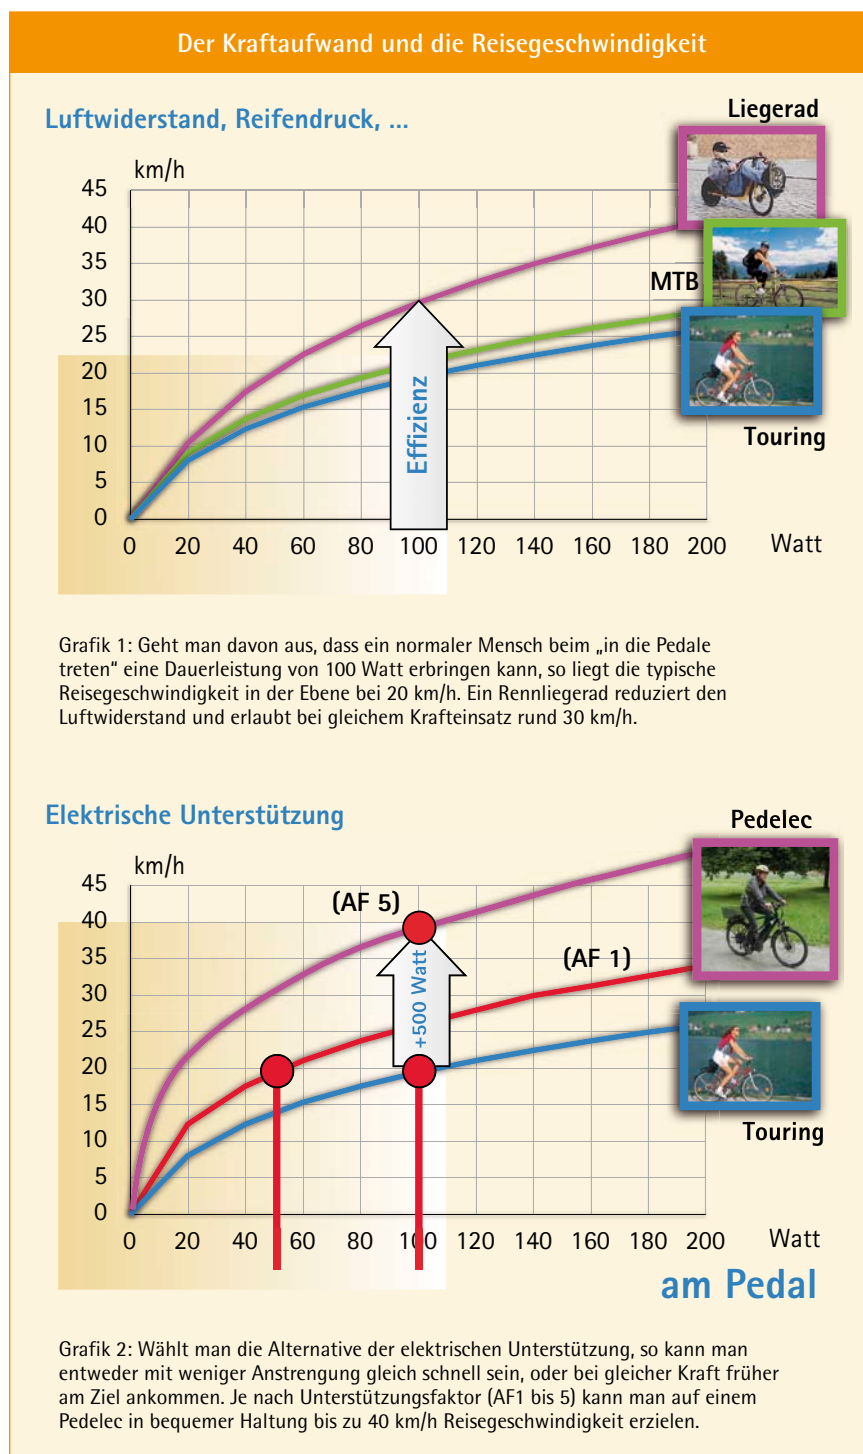 Der Kraftaufwand und die Reisegeschwindigkeit
Luftwiderstand, Reifendruck, ...
Liegerad
km/h
45
40
35
30
25
20
15
10
5
0
MTB
Effizienz
Touring
0 20 40 60 80 100 120 140 160 180 200 Watt
Grafik 1: Geht man davon aus, dass ein normaler Mensch beim „in die Pedale
treten“ eine Dauerleistung von 100 Watt erbringen kann, so liegt die typische
Reisegeschwindigkeit in der Ebene bei 20 km/h. Ein Rennliegerad reduziert den
Luftwiderstand und erlaubt bei gleichem Krafteinsatz rund 30 km/h.
Elektrische Unterstützung
Pedelec
km/h
45
40
35
30
25
20
15
10
5
0
(AF 5)
(AF 1)
+500 Watt
Touring
0 20 40 60 80 100 120 140 160 180 200 Watt
am Pedal
Grafik 2: Wählt man die Alternative der elektrischen Unterstützung, so kann man
entweder mit weniger Anstrengung gleich schnell sein, oder bei gleicher Kraft früher
am Ziel ankommen. Je nach Unterstützungsfaktor (AF1 bis 5) kann man auf einem
Pedelec in bequemer Haltung bis zu 40 km/h Reisegeschwindigkeit erzielen.